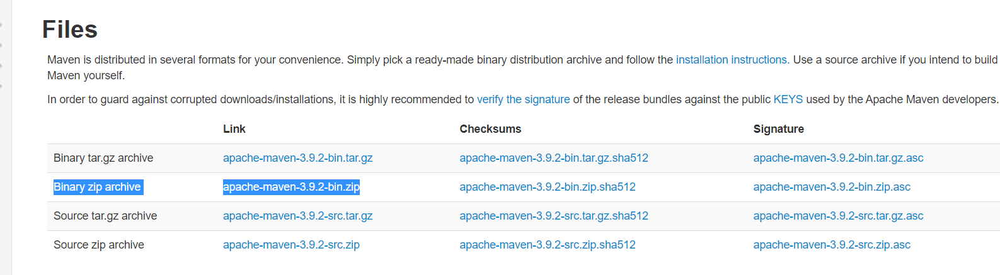 Files
Maven is distributed in several formats for your convenience. Simply pick a ready-made binary distribution archive and follow the installation instructions. Use a source archive if you intend to build
Maven yourself.
In order to guard against corrupted downloads/installations, it is highly recommended to verify the signature of the release bundles against the public KEYS used by the Apache Maven developers.
Link Checksums Signature
Binary tar.gz archive apache-maven-3.9.2-bin.tar.gz apache-maven-3.9.2-bin.tar.gz.sha512 apache-maven-3.9.2-bin.tar.gz.asc
Binary zip archive apache-maven-3.9.2-bin.zip apache-maven-3.9.2-bin.zip.sha512 apache-maven-3.9.2-bin.zip.asc
Source tar.gz archive apache-maven-3.9.2-src.tar.gz apache-maven-3.9.2-src.tar.gz.sha512 apache-maven-3.9.2-src.tar.gz.asc
Source zip archive apache-maven-3.9.2-src.zip apache-maven-3.9.2-src.zip.sha512 apache-maven-3.9.2-src.zip.asc